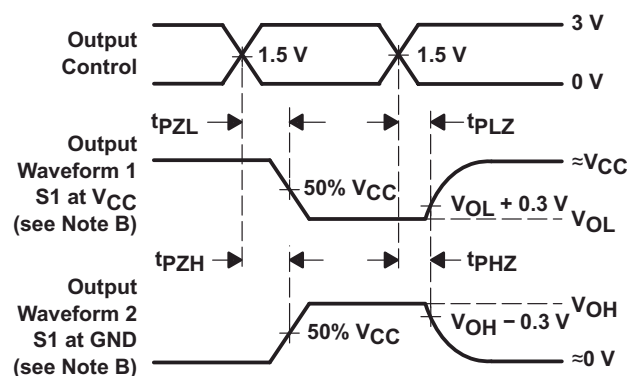 Output
Control
1.5 V
1.5 V
3 V
0 V
tPZL
tPLZ
Output
Waveform 1
S1 at VCC
(see Note B)
50% VCC
≈VCC
VOL + 0.3 V
VOL
tPZH
tPHZ
Output
Waveform 2
S1 at GND
(see Note B)
50% VCC
VOH
VOH − 0.3 V
≈0 V